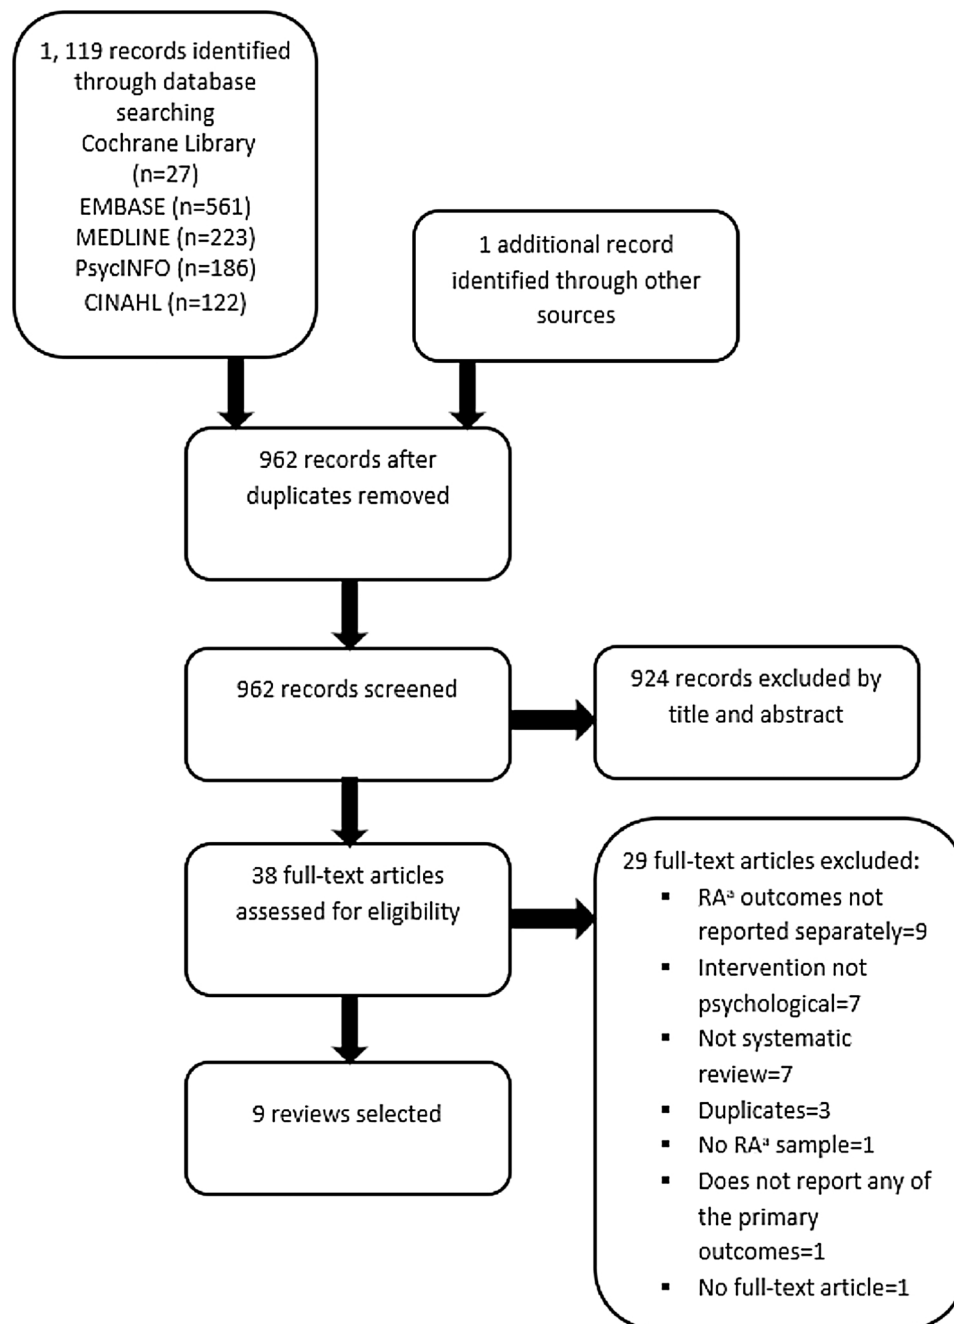 1, 119 records identified
through database
searching
Cochrane Library
(n=27)
EMBASE (n=561)
MEDLINE (n=223)
PsycINFO (n=186)
CINAHL (n=122)
1 additional record
identified through other
sources
962 records after
duplicates removed
962 records screened
924 records excluded by
title and abstract
38 full-text articles
assessed for eligibility
29 full-text articles excluded:
▪ RAᵃ outcomes not
reported separately=9
▪ Intervention not
psychological=7
▪ Not systematic
review=7
▪ Duplicates=3
▪ No RAᵃ sample=1
▪ Does not report any of
the primary
outcomes=1
▪ No full-text article=1
9 reviews selected